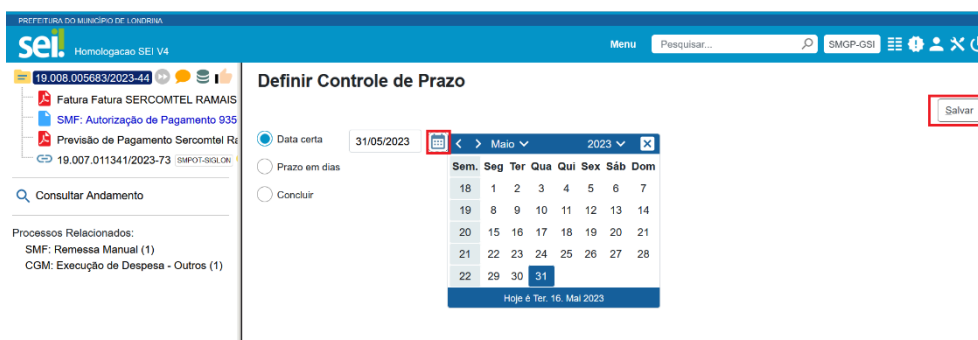 PREFEITURA DO MUNICÍPIO DE LONDRINA
sei! Homologacao SEI V4
Menu Pesquisar... SMGP-GSI
19.008.005683/2023-44
Fatura Fatura SERCOMTEL RAMAIS
SMF: Autorização de Pagamento 935
Previsão de Pagamento Sercomtel Ra
19.007.011341/2023-73 SMPOT-SIGLON
Consultar Andamento
Processos Relacionados:
SMF: Remessa Manual (1)
CGM: Execução de Despesa - Outros (1)
Definir Controle de Prazo
Salvar
Data certa 31/05/2023
Prazo em dias
Concluir
Maio 2023
Sem. Seg Ter Qua Qui Sex Sáb Dom
18 1 2 3 4 5 6 7
19 8 9 10 11 12 13 14
20 15 16 17 18 19 20 21
21 22 23 24 25 26 27 28
22 29 30 31
Hoje é Ter. 16. Mai 2023